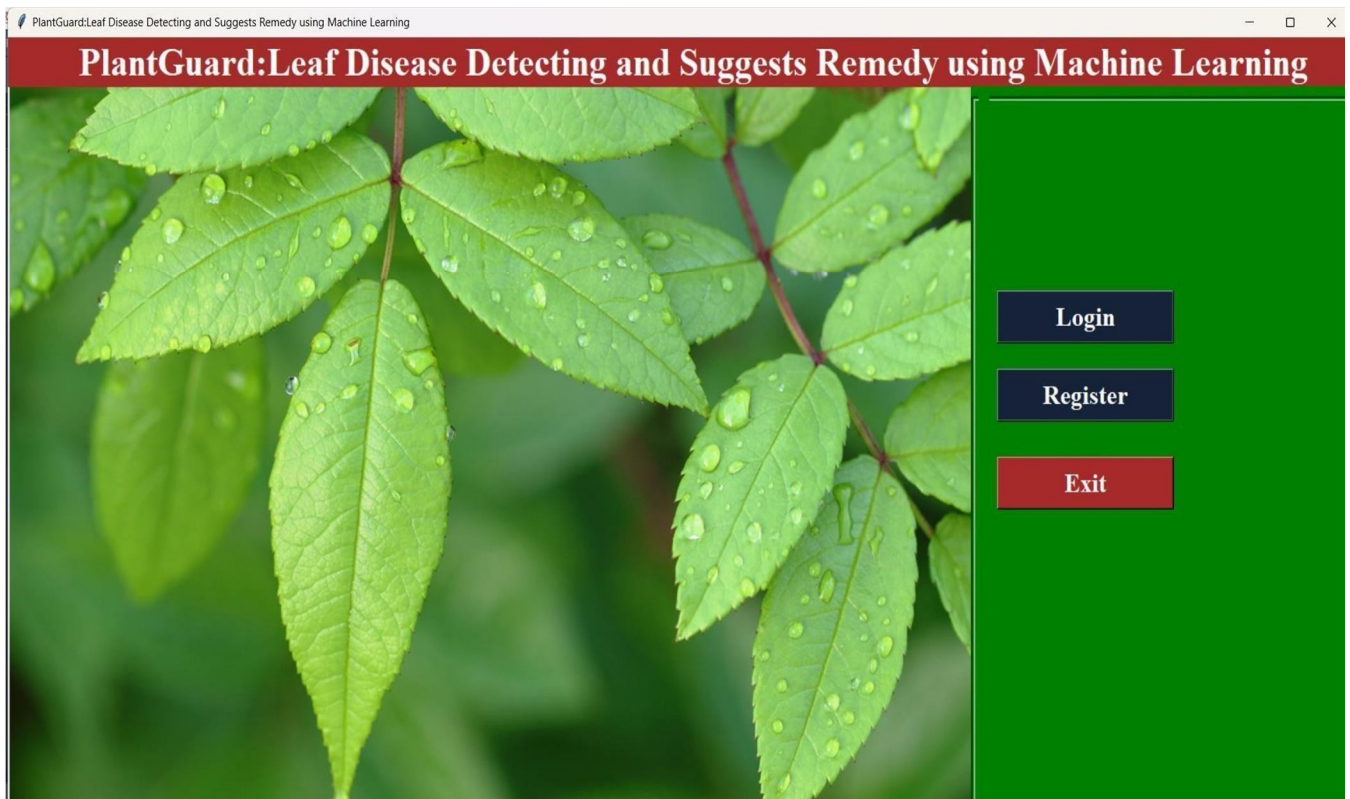 PlantGuard:Leaf Disease Detecting and Suggests Remedy using Machine Learning
PlantGuard:Leaf Disease Detecting and Suggests Remedy using Machine Learning
Login
Register
Exit